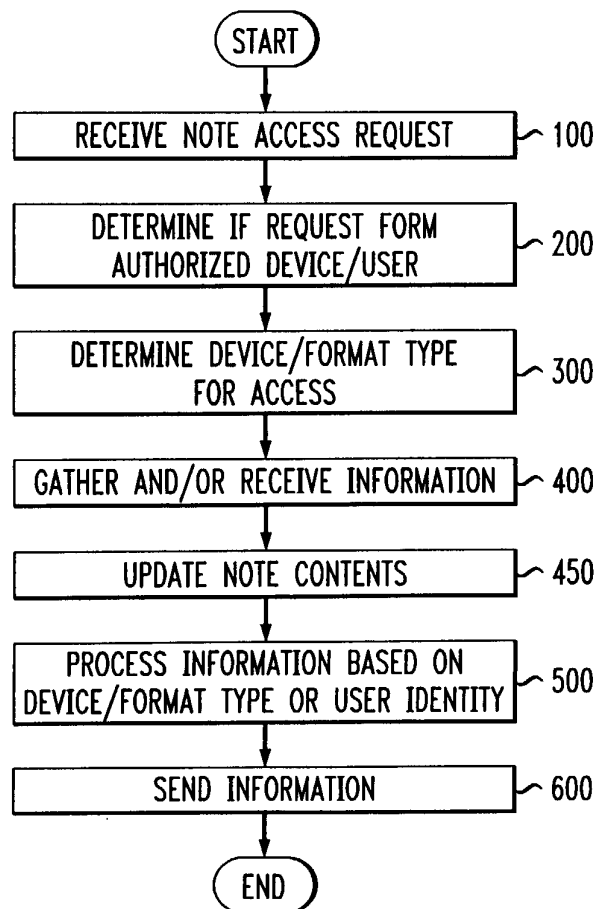 START
RECEIVE NOTE ACCESS REQUEST
100
DETERMINE IF REQUEST FORM
AUTHORIZED DEVICE/USER
200
DETERMINE DEVICE/FORMAT TYPE
FOR ACCESS
300
GATHER AND/OR RECEIVE INFORMATION
400
UPDATE NOTE CONTENTS
450
PROCESS INFORMATION BASED ON
DEVICE/FORMAT TYPE OR USER IDENTITY
500
SEND INFORMATION
600
END